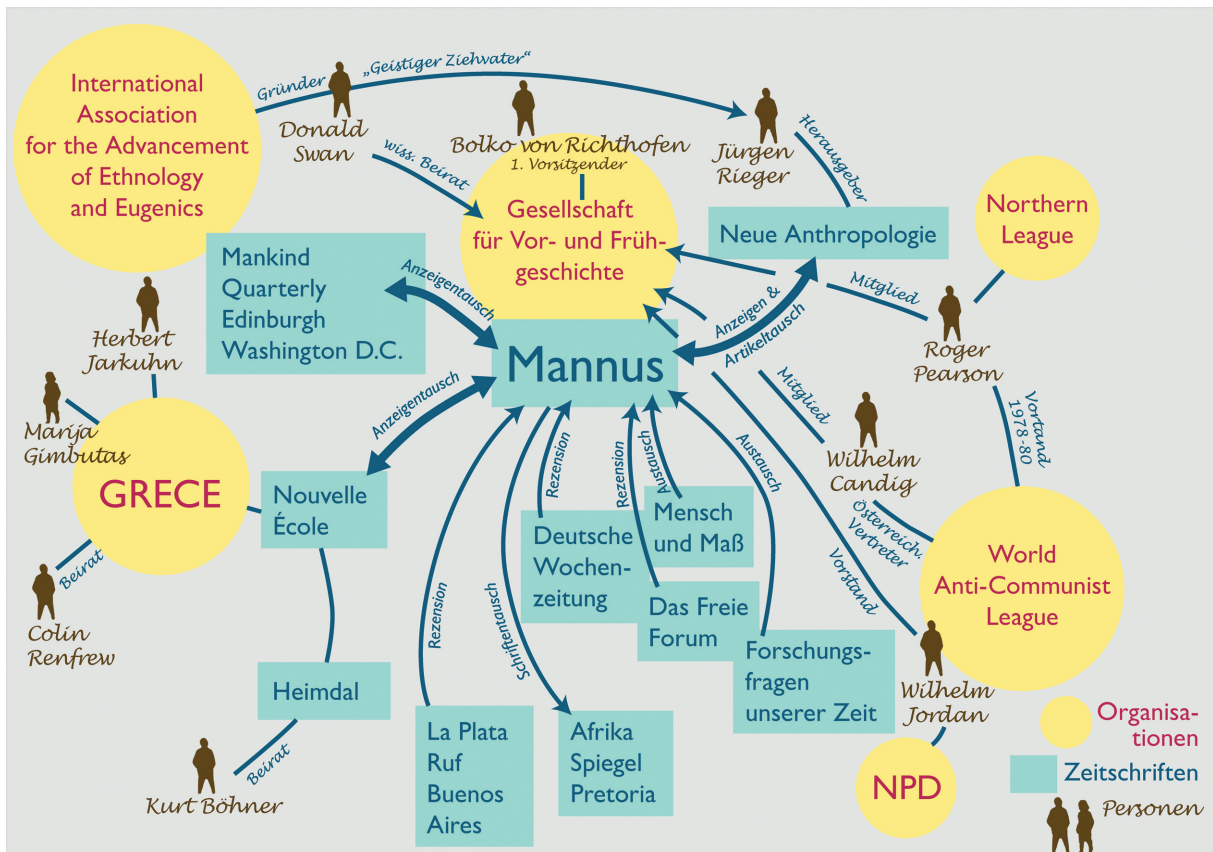 International
Association
for the Advancement
of Ethnology
and Eugenics
Gründer
„Geistiger Ziehvater“
Donald
Swan
wiss. Beirat
Bolko von Richthofen
1. Vorsitzender
Jürgen
Rieger
Herausgeber
Gesellschaft
für Vor- und Früh-
geschichte
Neue Anthropologie
Northern
League
Mankind
Quarterly
Edinburgh
Washington D.C.
Anzeigentausch
Mannus
Anzeigen &
Artikeltausch
Mitglied
Roger
Pearson
Herbert
Jarkuhn
Marija
Gimbutas
GRECE
Anzeigentausch
Nouvelle
École
Beirat
Colin
Renfrew
Heimdal
Beirat
Kurt Böhner
Rezension
La Plata
Ruf
Buenos
Aires
Schriftentausch
Afrika
Spiegel
Pretoria
Rezension
Deutsche
Wochen-
zeitung
Rezension
Das Freie
Forum
Austausch
Mensch
und Maß
Austausch
Forschungs-
fragen
unserer Zeit
Mitglied
Wilhelm
Candig
Österreich.
Vertreter
Vortand
1978-80
World
Anti-Communist
League
Vorstand
Wilhelm
Jordan
NPD
Organisa-
tionen
Zeitschriften
Personen